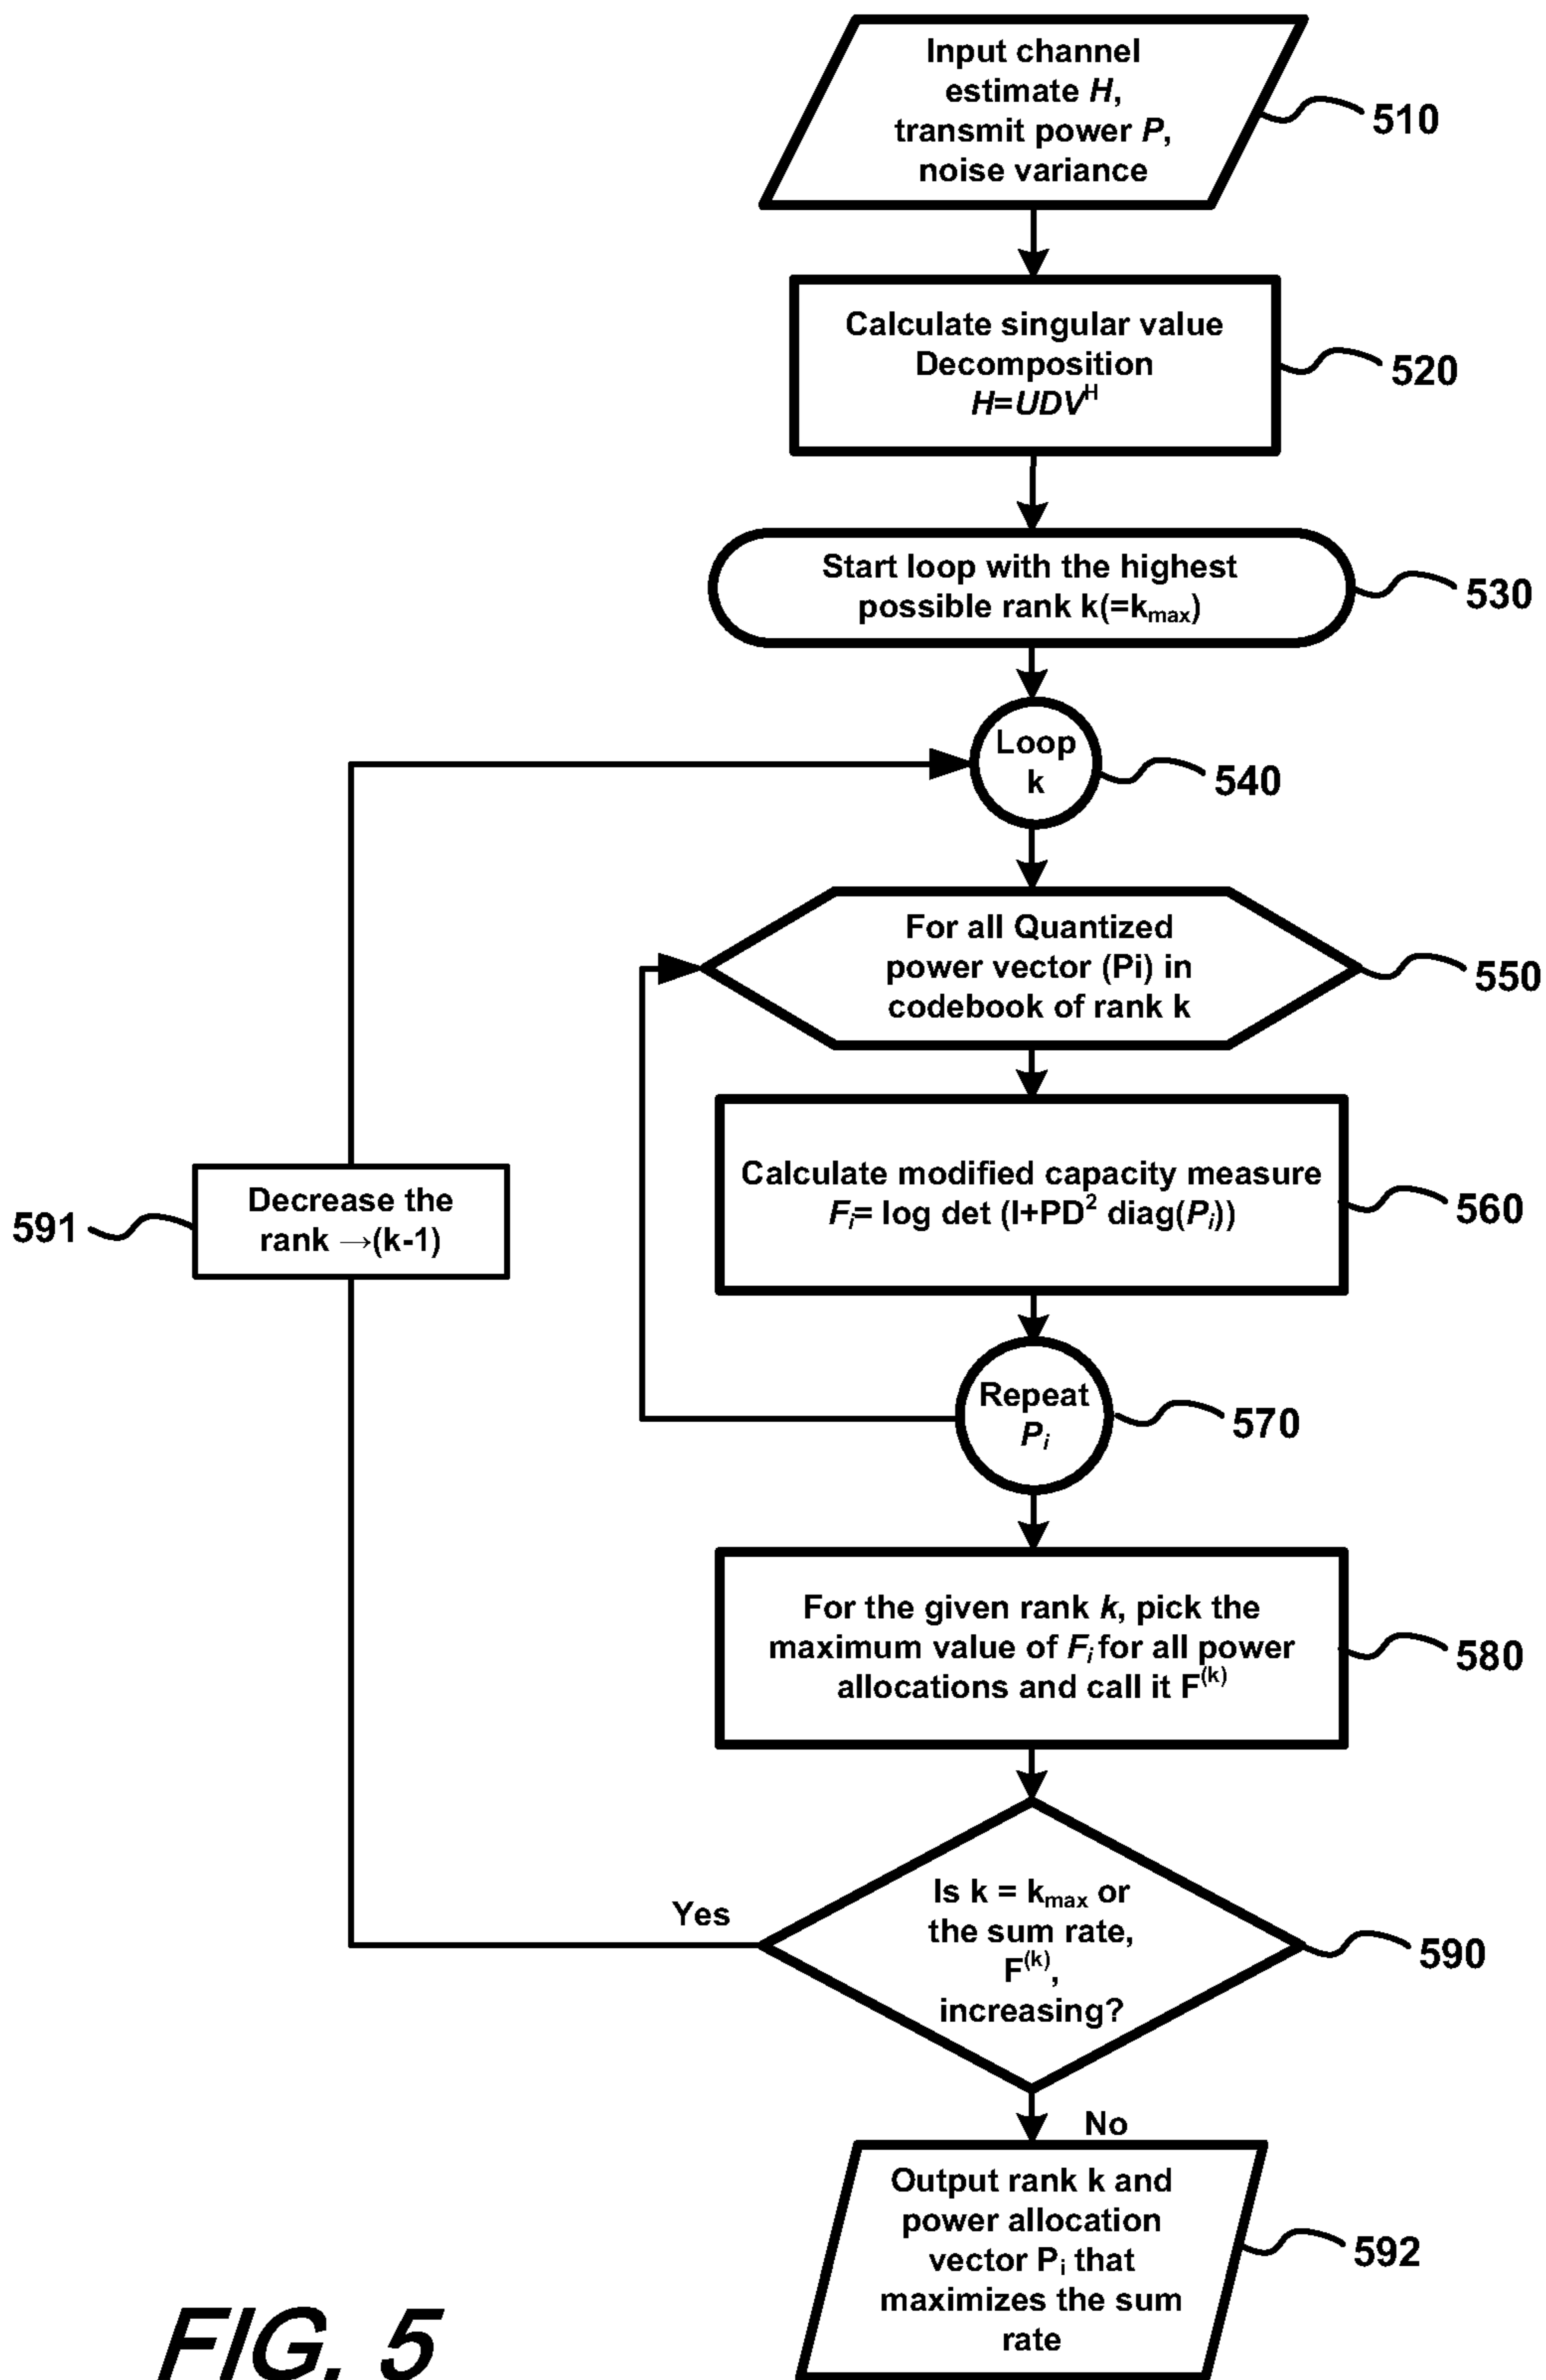 Input channel
estimate H,
transmit power P,
noise variance
510
Calculate singular value
Decomposition
H=UDVᴴ
520
Start loop with the highest
possible rank k(=kmax)
530
Loop
k
540
For all Quantized
power vector (Pi) in
codebook of rank k
550
Calculate modified capacity measure
Fi= log det (I+PD² diag(Pi))
560
Decrease the
rank →(k-1)
591
Repeat
Pi
570
For the given rank k, pick the
maximum value of Fi for all power
allocations and call it F⁽ᵏ⁾
580
Is k = kmax or
the sum rate,
F⁽ᵏ⁾,
increasing?
590
Yes
No
Output rank k and
power allocation
vector Pi that
maximizes the sum
rate
592
FIG. 5